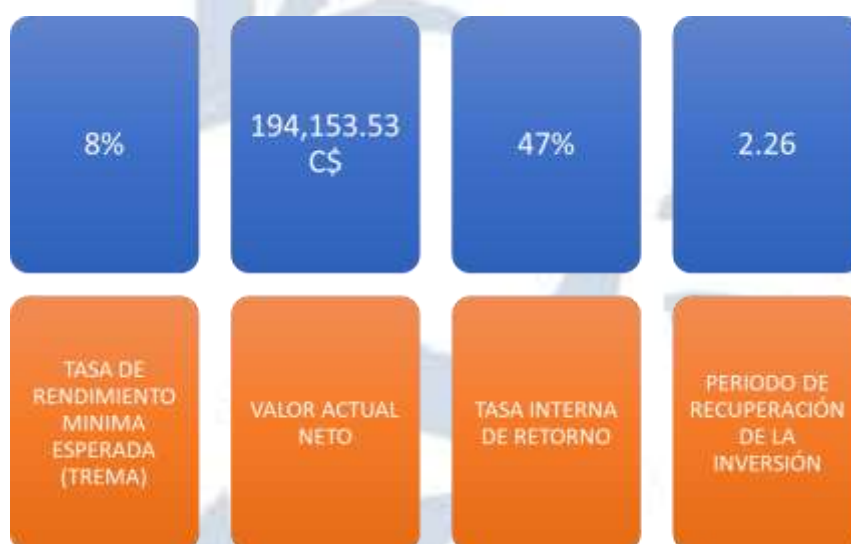 8%
194,153.53
C$
47%
2.26
TASA DE
RENDIMIENTO
MINIMA
ESPERADA
(TREMA)
VALOR ACTUAL
NETO
TASA INTERNA
DE RETORNO
PERIODO DE
RECUPERACIÓN
DE LA
INVERSIÓN